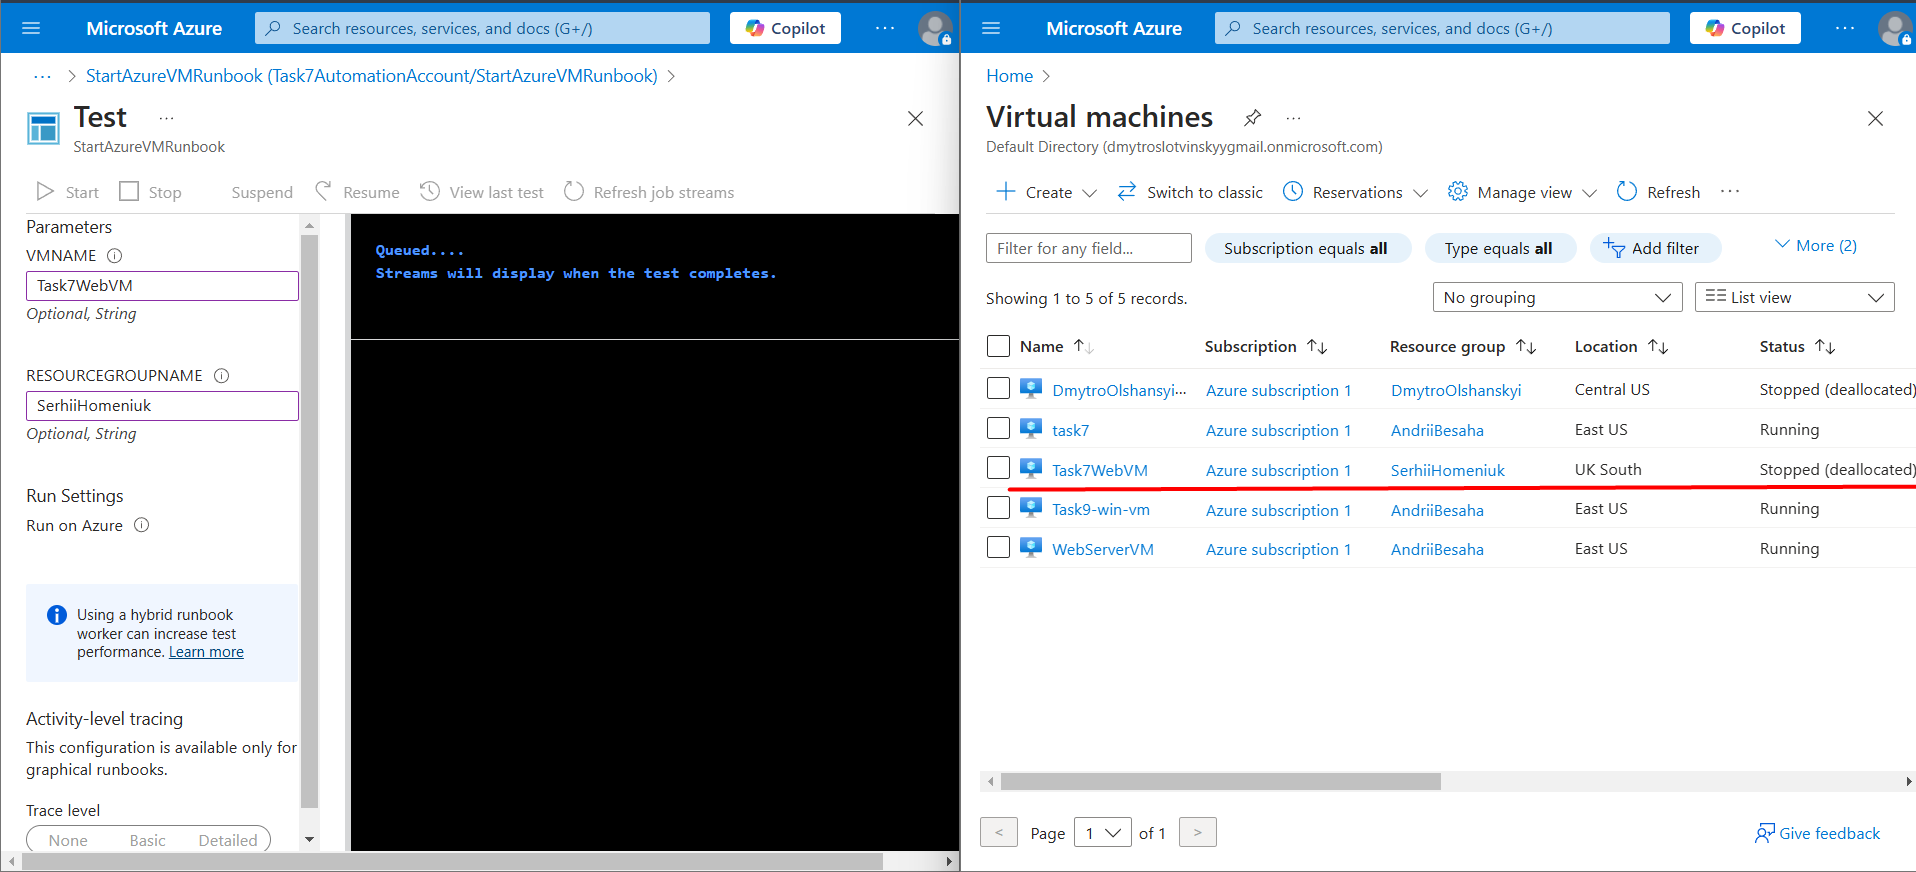 Microsoft Azure
Search resources, services, and docs (G+/)
Copilot
...
... > StartAzureVMRunbook (Task7AutomationAccount/StartAzureVMRunbook) >
Test ...
StartAzureVMRunbook
Start Stop Suspend Resume View last test Refresh job streams
Parameters
VMNAME
Task7WebVM
Optional, String
RESOURCEGROUPNAME
SerhiiHomeniuk
Optional, String
Run Settings
Run on Azure
Using a hybrid runbook
worker can increase test
performance. Learn more
Activity-level tracing
This configuration is available only for
graphical runbooks.
Trace level
None Basic Detailed
Queued....
Streams will display when the test completes.
Microsoft Azure
Search resources, services, and docs (G+/)
Copilot
...
Home >
Virtual machines ...
Default Directory (dmytroslotvinskyygmail.onmicrosoft.com)
Create Switch to classic Reservations Manage view Refresh ...
Filter for any field... Subscription equals all Type equals all Add filter More (2)
Showing 1 to 5 of 5 records.
No grouping List view
Name Subscription Resource group Location Status
DmytroOlshansyi... Azure subscription 1 DmytroOlshanskyi Central US Stopped (deallocated)
task7 Azure subscription 1 AndriiBesaha East US Running
Task7WebVM Azure subscription 1 SerhiiHomeniuk UK South Stopped (deallocated)
Task9-win-vm Azure subscription 1 AndriiBesaha East US Running
WebServerVM Azure subscription 1 AndriiBesaha East US Running
< Page 1 of 1 >
Give feedback